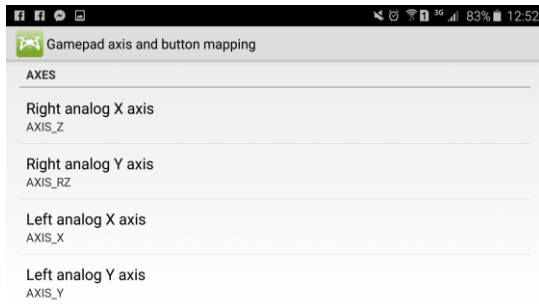 3G 83% 12:52
Gamepad axis and button mapping
AXES
Right analog X axis
AXIS_Z
Right analog Y axis
AXIS_RZ
Left analog X axis
AXIS_X
Left analog Y axis
AXIS_Y